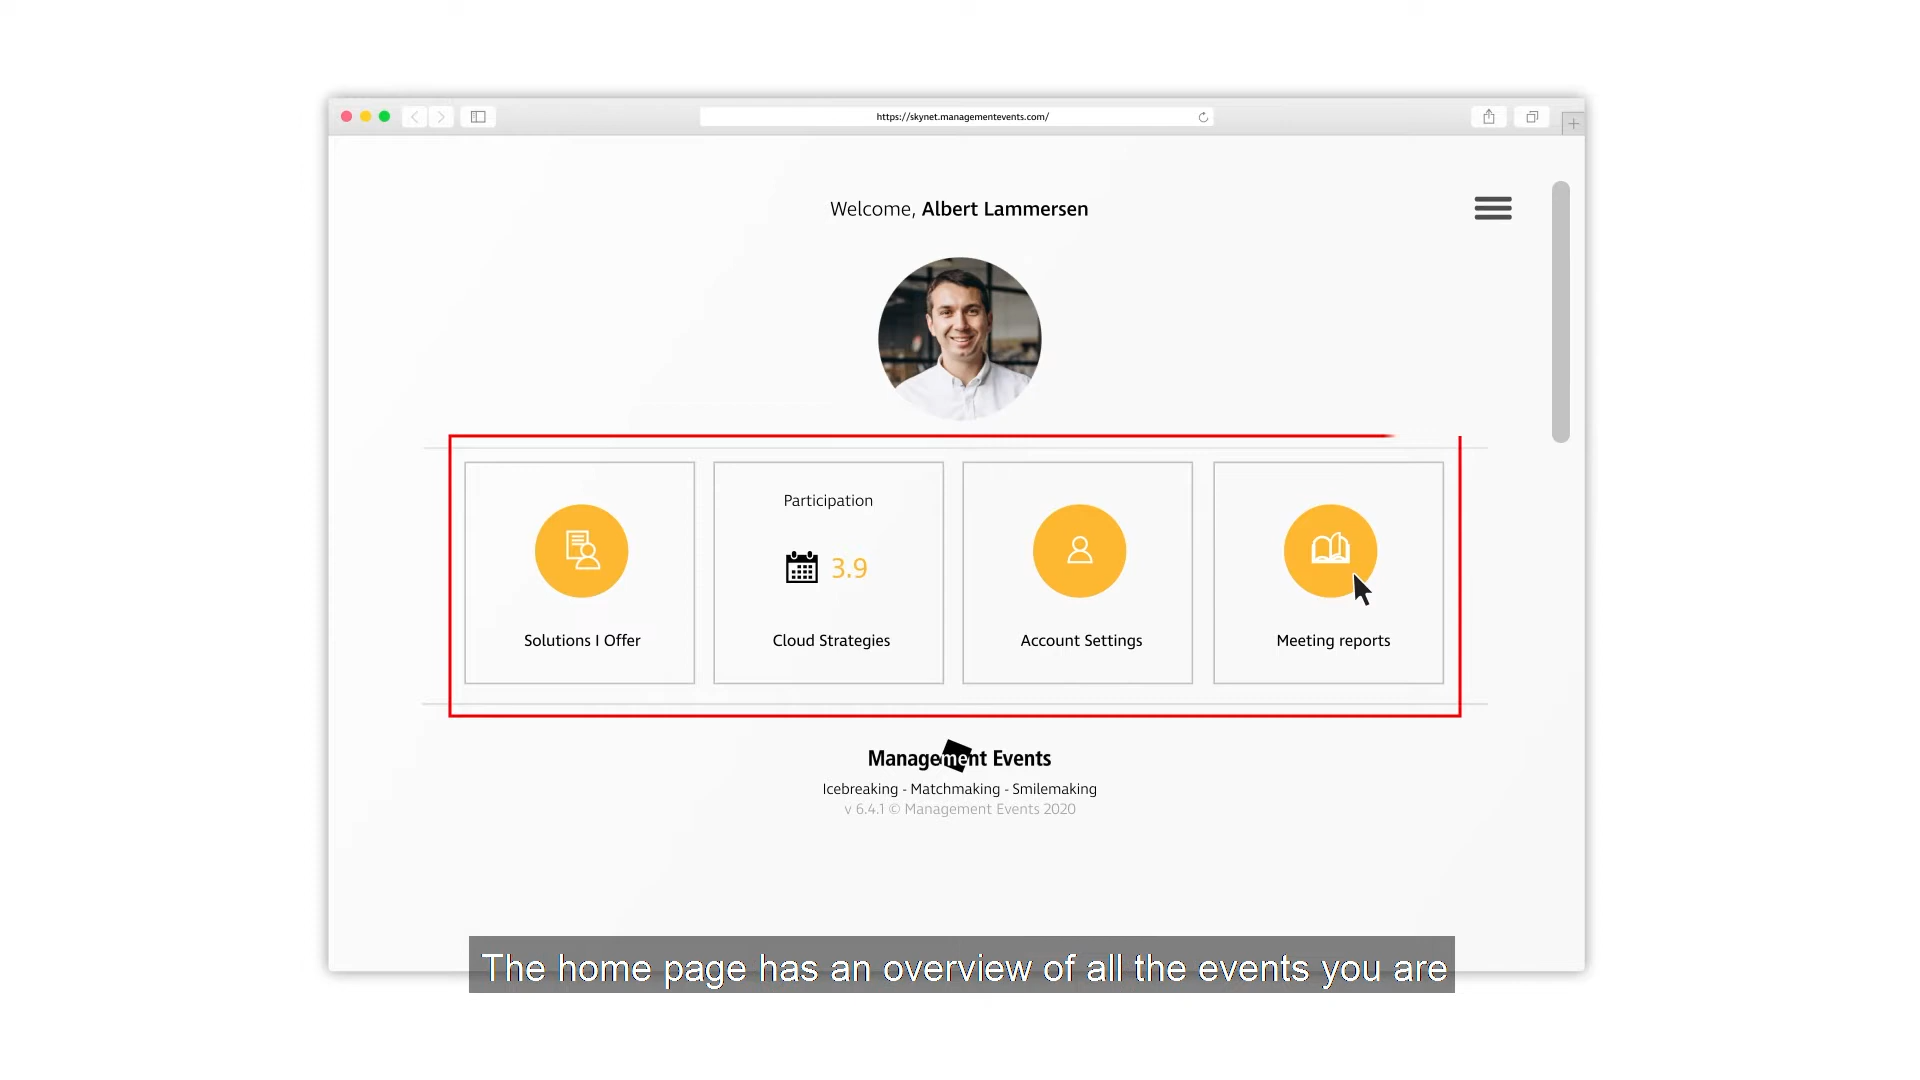 https://skynet.managementevents.com/
Welcome, Albert Lammersen
Participation
3.9
Solutions I Offer
Cloud Strategies
Account Settings
Meeting reports
Management Events
Icebreaking - Matchmaking - Smilemaking
v 6.4.1 © Management Events 2020
The home page has an overview of all the events you are